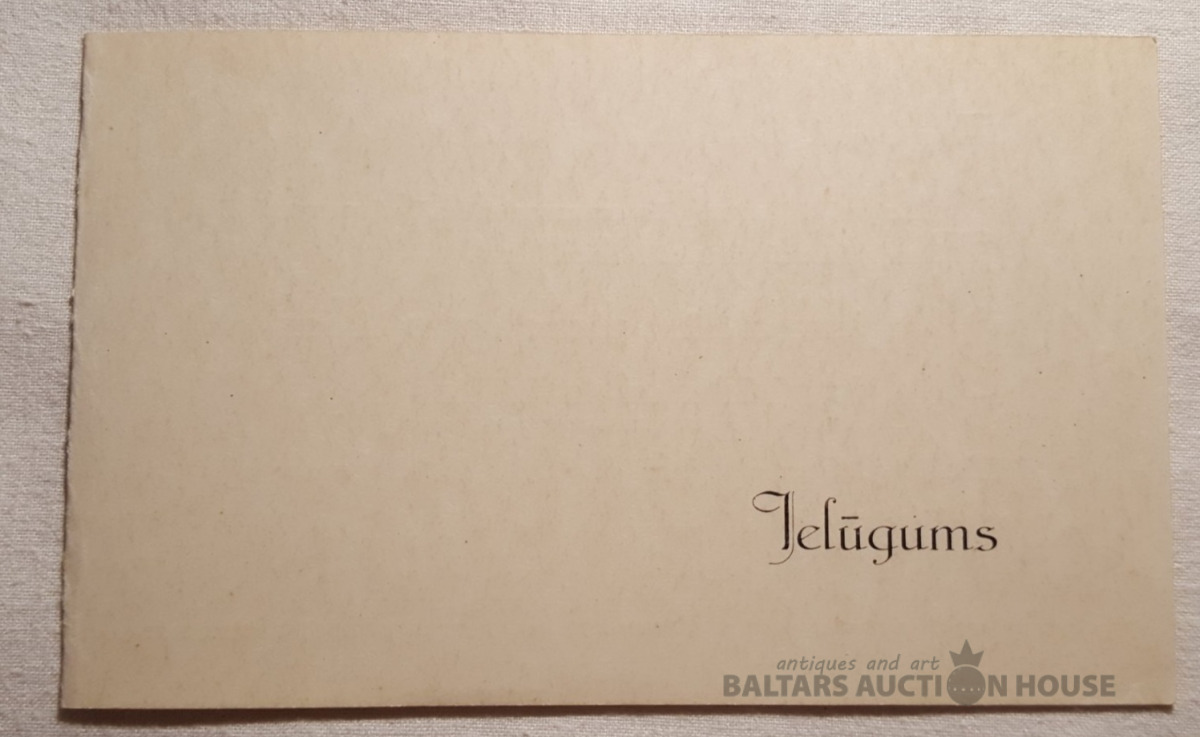 Ielūgums
antiques and art
BALTARS AUCTION HOUSE